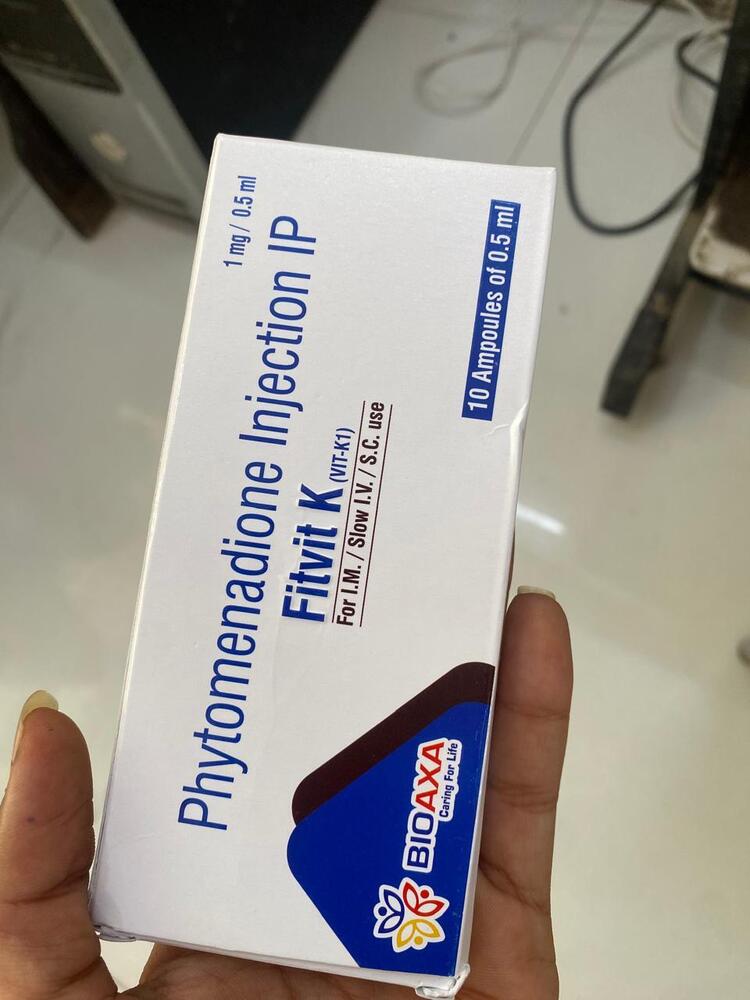 1 mg / 0.5 ml
Phytomenadione Injection IP
Fitvit K (VIT-K1)
For I.M. / Slow I.V. / S.C. use
10 Ampoules of 0.5 ml
BIOAXA
Caring For Life